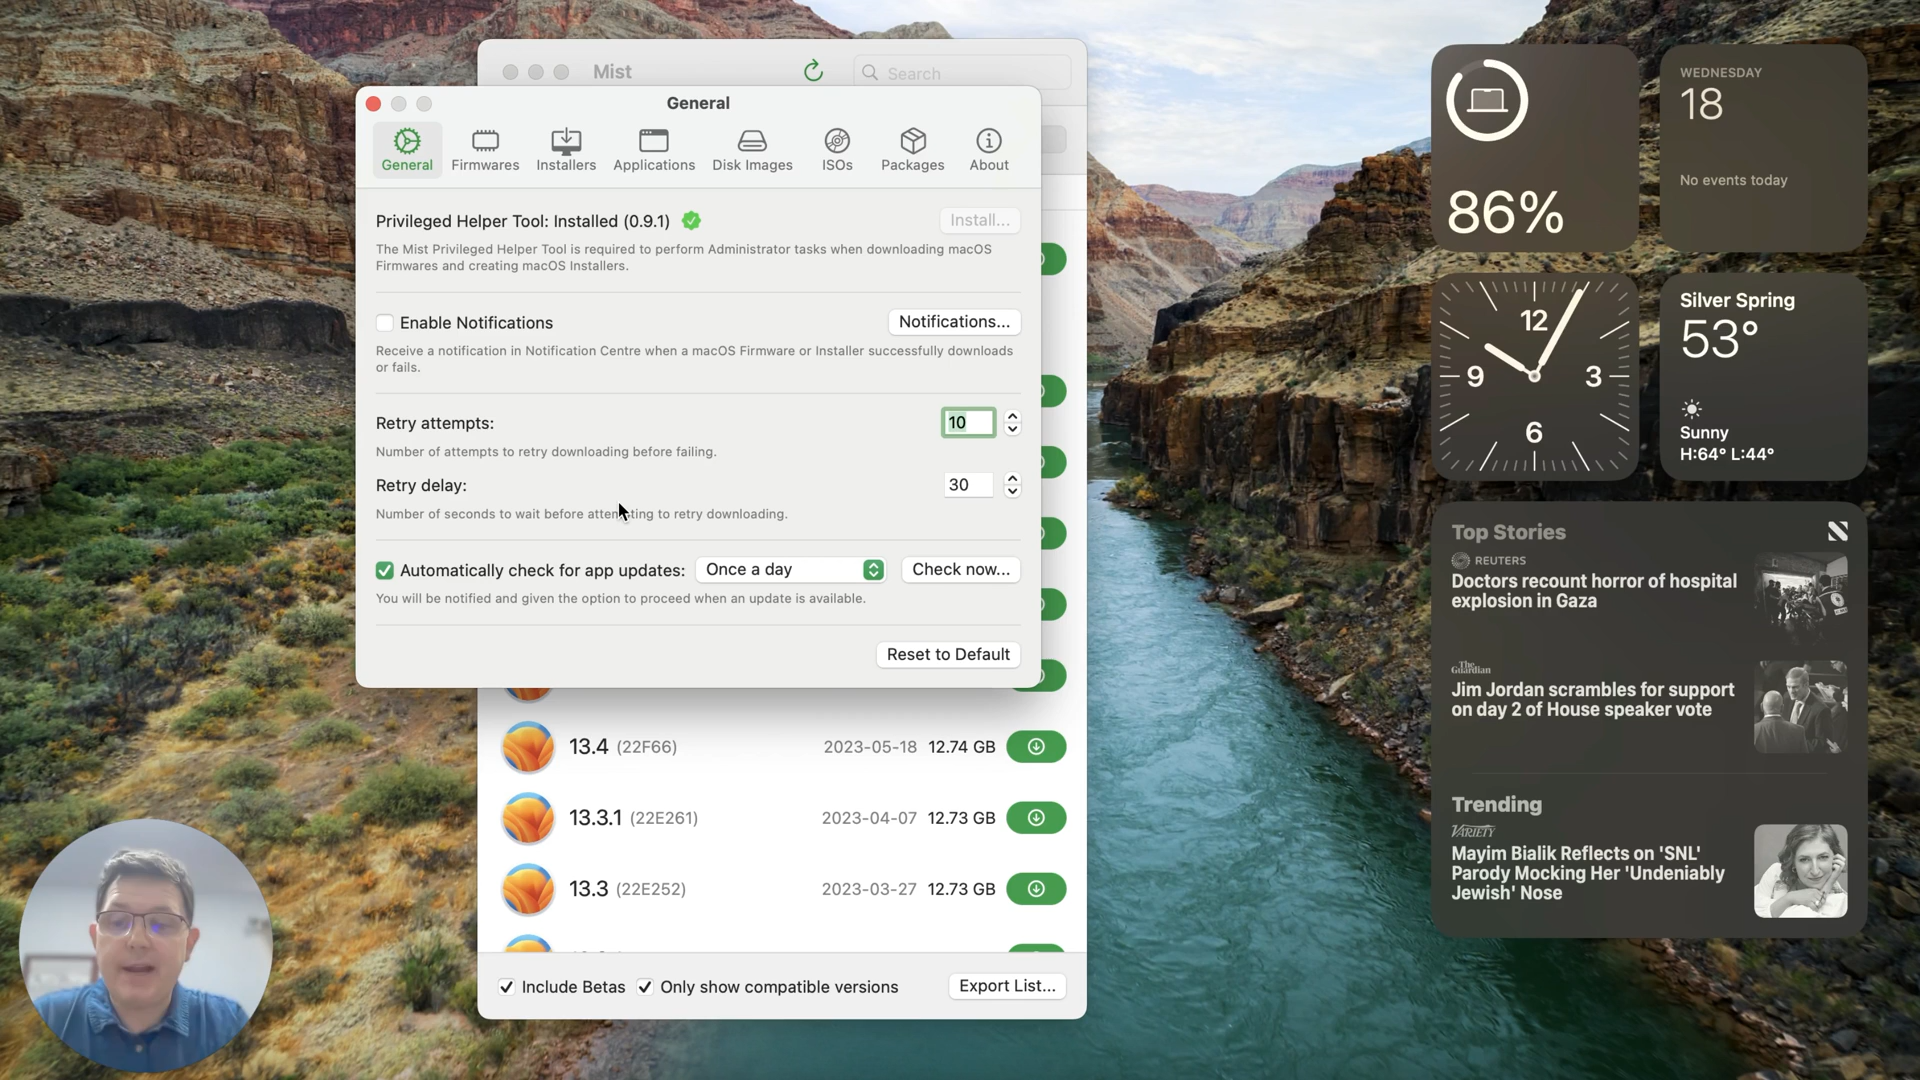 Mist
Search
General
General
Firmwares
Installers
Applications
Disk Images
ISOs
Packages
About
Privileged Helper Tool: Installed (0.9.1)
Install...
The Mist Privileged Helper Tool is required to perform Administrator tasks when downloading macOS
Firmwares and creating macOS Installers.
Enable Notifications
Notifications...
Receive a notification in Notification Centre when a macOS Firmware or Installer successfully downloads
or fails.
Retry attempts:
10
Number of attempts to retry downloading before failing.
Retry delay:
30
Number of seconds to wait before attempting to retry downloading.
Automatically check for app updates:
Once a day
Check now...
You will be notified and given the option to proceed when an update is available.
Reset to Default
13.4 (22F66) 2023-05-18 12.74 GB
13.3.1 (22E261) 2023-04-07 12.73 GB
13.3 (22E252) 2023-03-27 12.73 GB
Include Betas
Only show compatible versions
Export List...
86%
WEDNESDAY
18
No events today
12
9
3
6
Silver Spring
53°
Sunny
H:64° L:44°
Top Stories
REUTERS
Doctors recount horror of hospital
explosion in Gaza
The
Guardian
Jim Jordan scrambles for support
on day 2 of House speaker vote
Trending
VARIETY
Mayim Bialik Reflects on 'SNL'
Parody Mocking Her 'Undeniably
Jewish' Nose